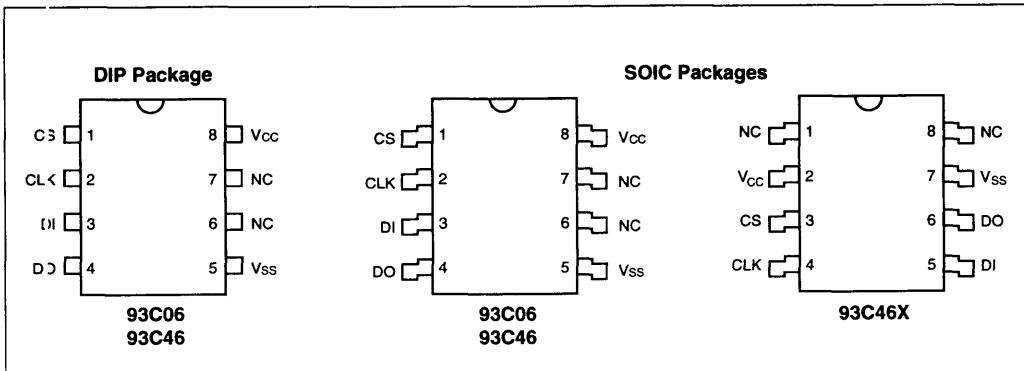 DIP Package
CS 1 8 VCC
CLK 2 7 NC
DI 3 6 NC
DO 4 5 VSS
93C06
93C46
SOIC Packages
CS 1 8 VCC
CLK 2 7 NC
DI 3 6 NC
DO 4 5 VSS
93C06
93C46
NC 1 8 NC
VCC 2 7 VSS
CS 3 6 DO
CLK 4 5 DI
93C46X